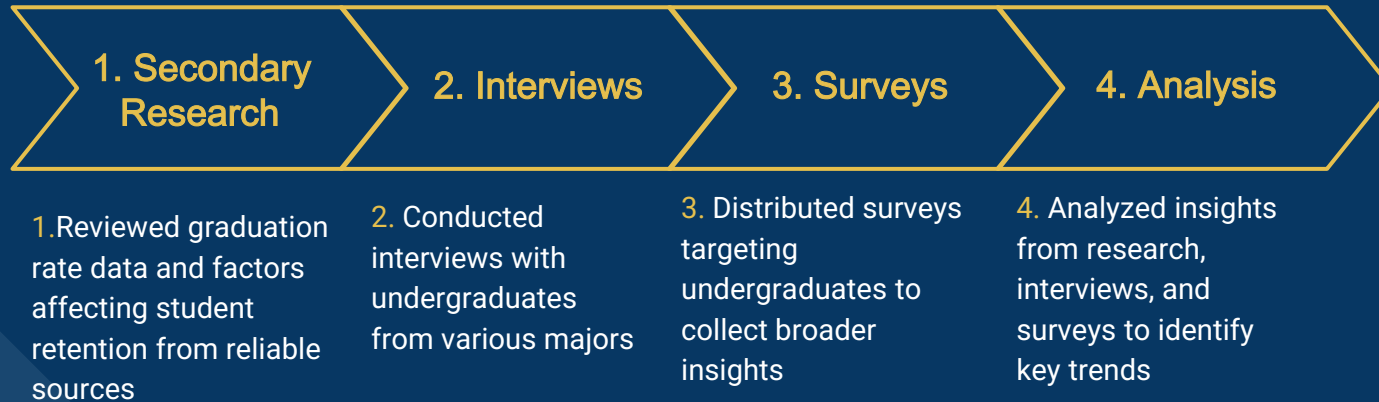 1. Secondary
Research
2. Interviews
3. Surveys
4. Analysis
1.Reviewed graduation
rate data and factors
affecting student
retention from reliable
sources
2. Conducted
interviews with
undergraduates
from various majors
3. Distributed surveys
targeting
undergraduates to
collect broader
insights
4. Analyzed insights
from research,
interviews, and
surveys to identify
key trends